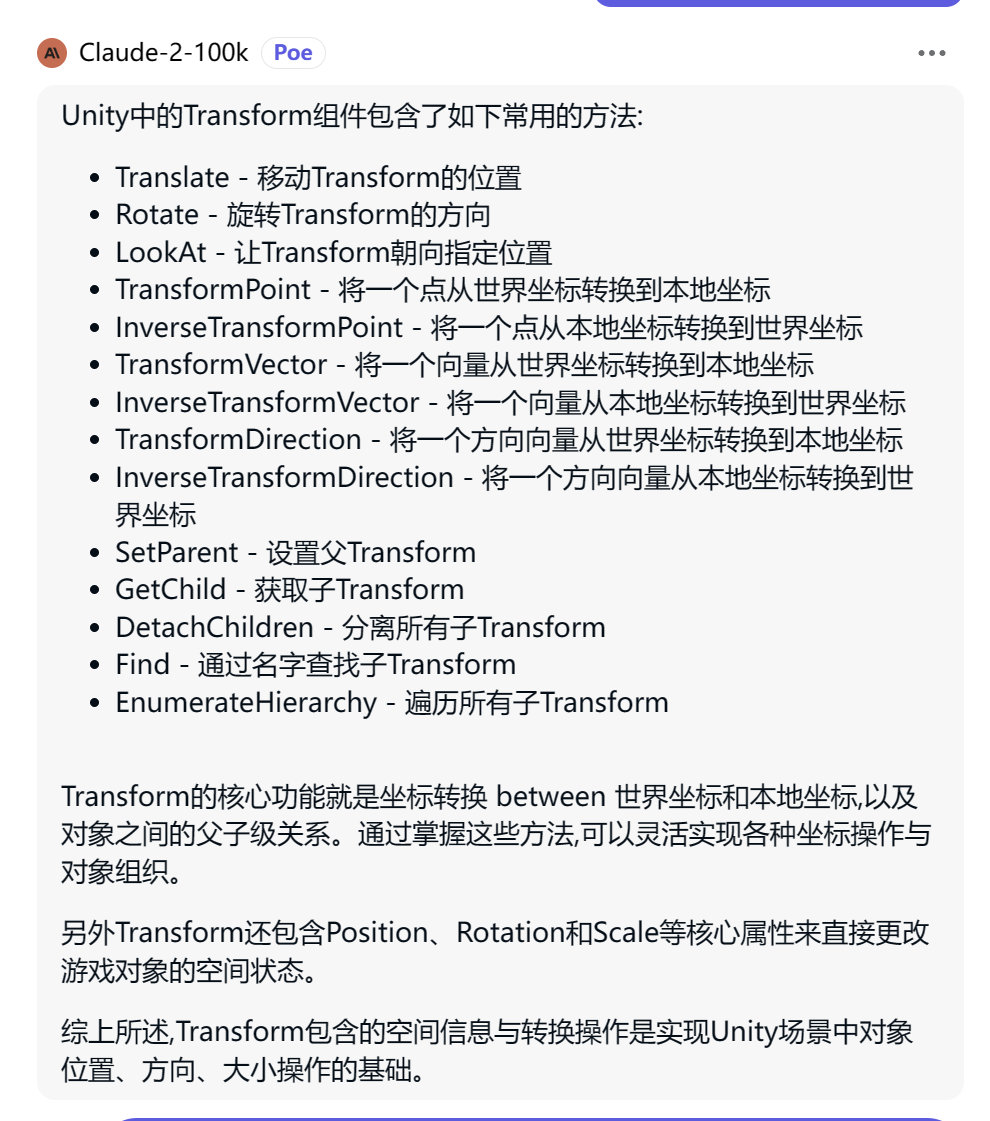 Claude-2-100k Poe
Unity中的Transform组件包含了如下常用的方法:
• Translate - 移动Transform的位置
• Rotate - 旋转Transform的方向
• LookAt - 让Transform朝向指定位置
• TransformPoint - 将一个点从世界坐标转换到本地坐标
• InverseTransformPoint - 将一个点从本地坐标转换到世界坐标
• TransformVector - 将一个向量从世界坐标转换到本地坐标
• InverseTransformVector - 将一个向量从本地坐标转换到世界坐标
• TransformDirection - 将一个方向向量从世界坐标转换到本地坐标
• InverseTransformDirection - 将一个方向向量从本地坐标转换到世
界坐标
• SetParent - 设置父Transform
• GetChild - 获取子Transform
• DetachChildren - 分离所有子Transform
• Find - 通过名字查找子Transform
• EnumerateHierarchy - 遍历所有子Transform
Transform的核心功能就是坐标转换 between 世界坐标和本地坐标,以及
对象之间的父子级关系。通过掌握这些方法,可以灵活实现各种坐标操作与
对象组织。
另外Transform还包含Position、Rotation和Scale等核心属性来直接更改
游戏对象的空间状态。
综上所述,Transform包含的空间信息与转换操作是实现Unity场景中对象
位置、方向、大小操作的基础。